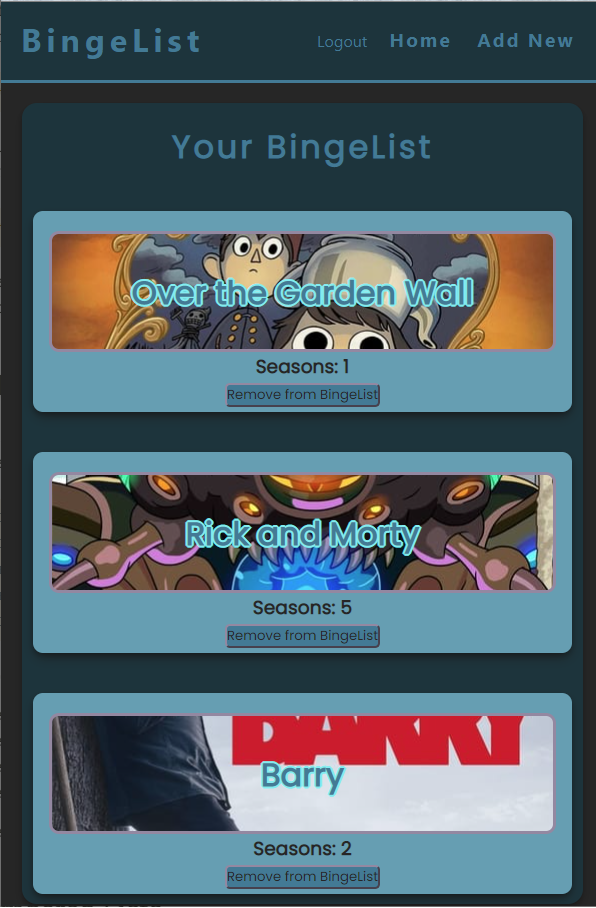 BingeList
Logout Home Add New
Your BingeList
Over the Garden Wall
Seasons: 1
Remove from BingeList
Rick and Morty
Seasons: 5
Remove from BingeList
BARRY
Barry
Seasons: 2
Remove from BingeList